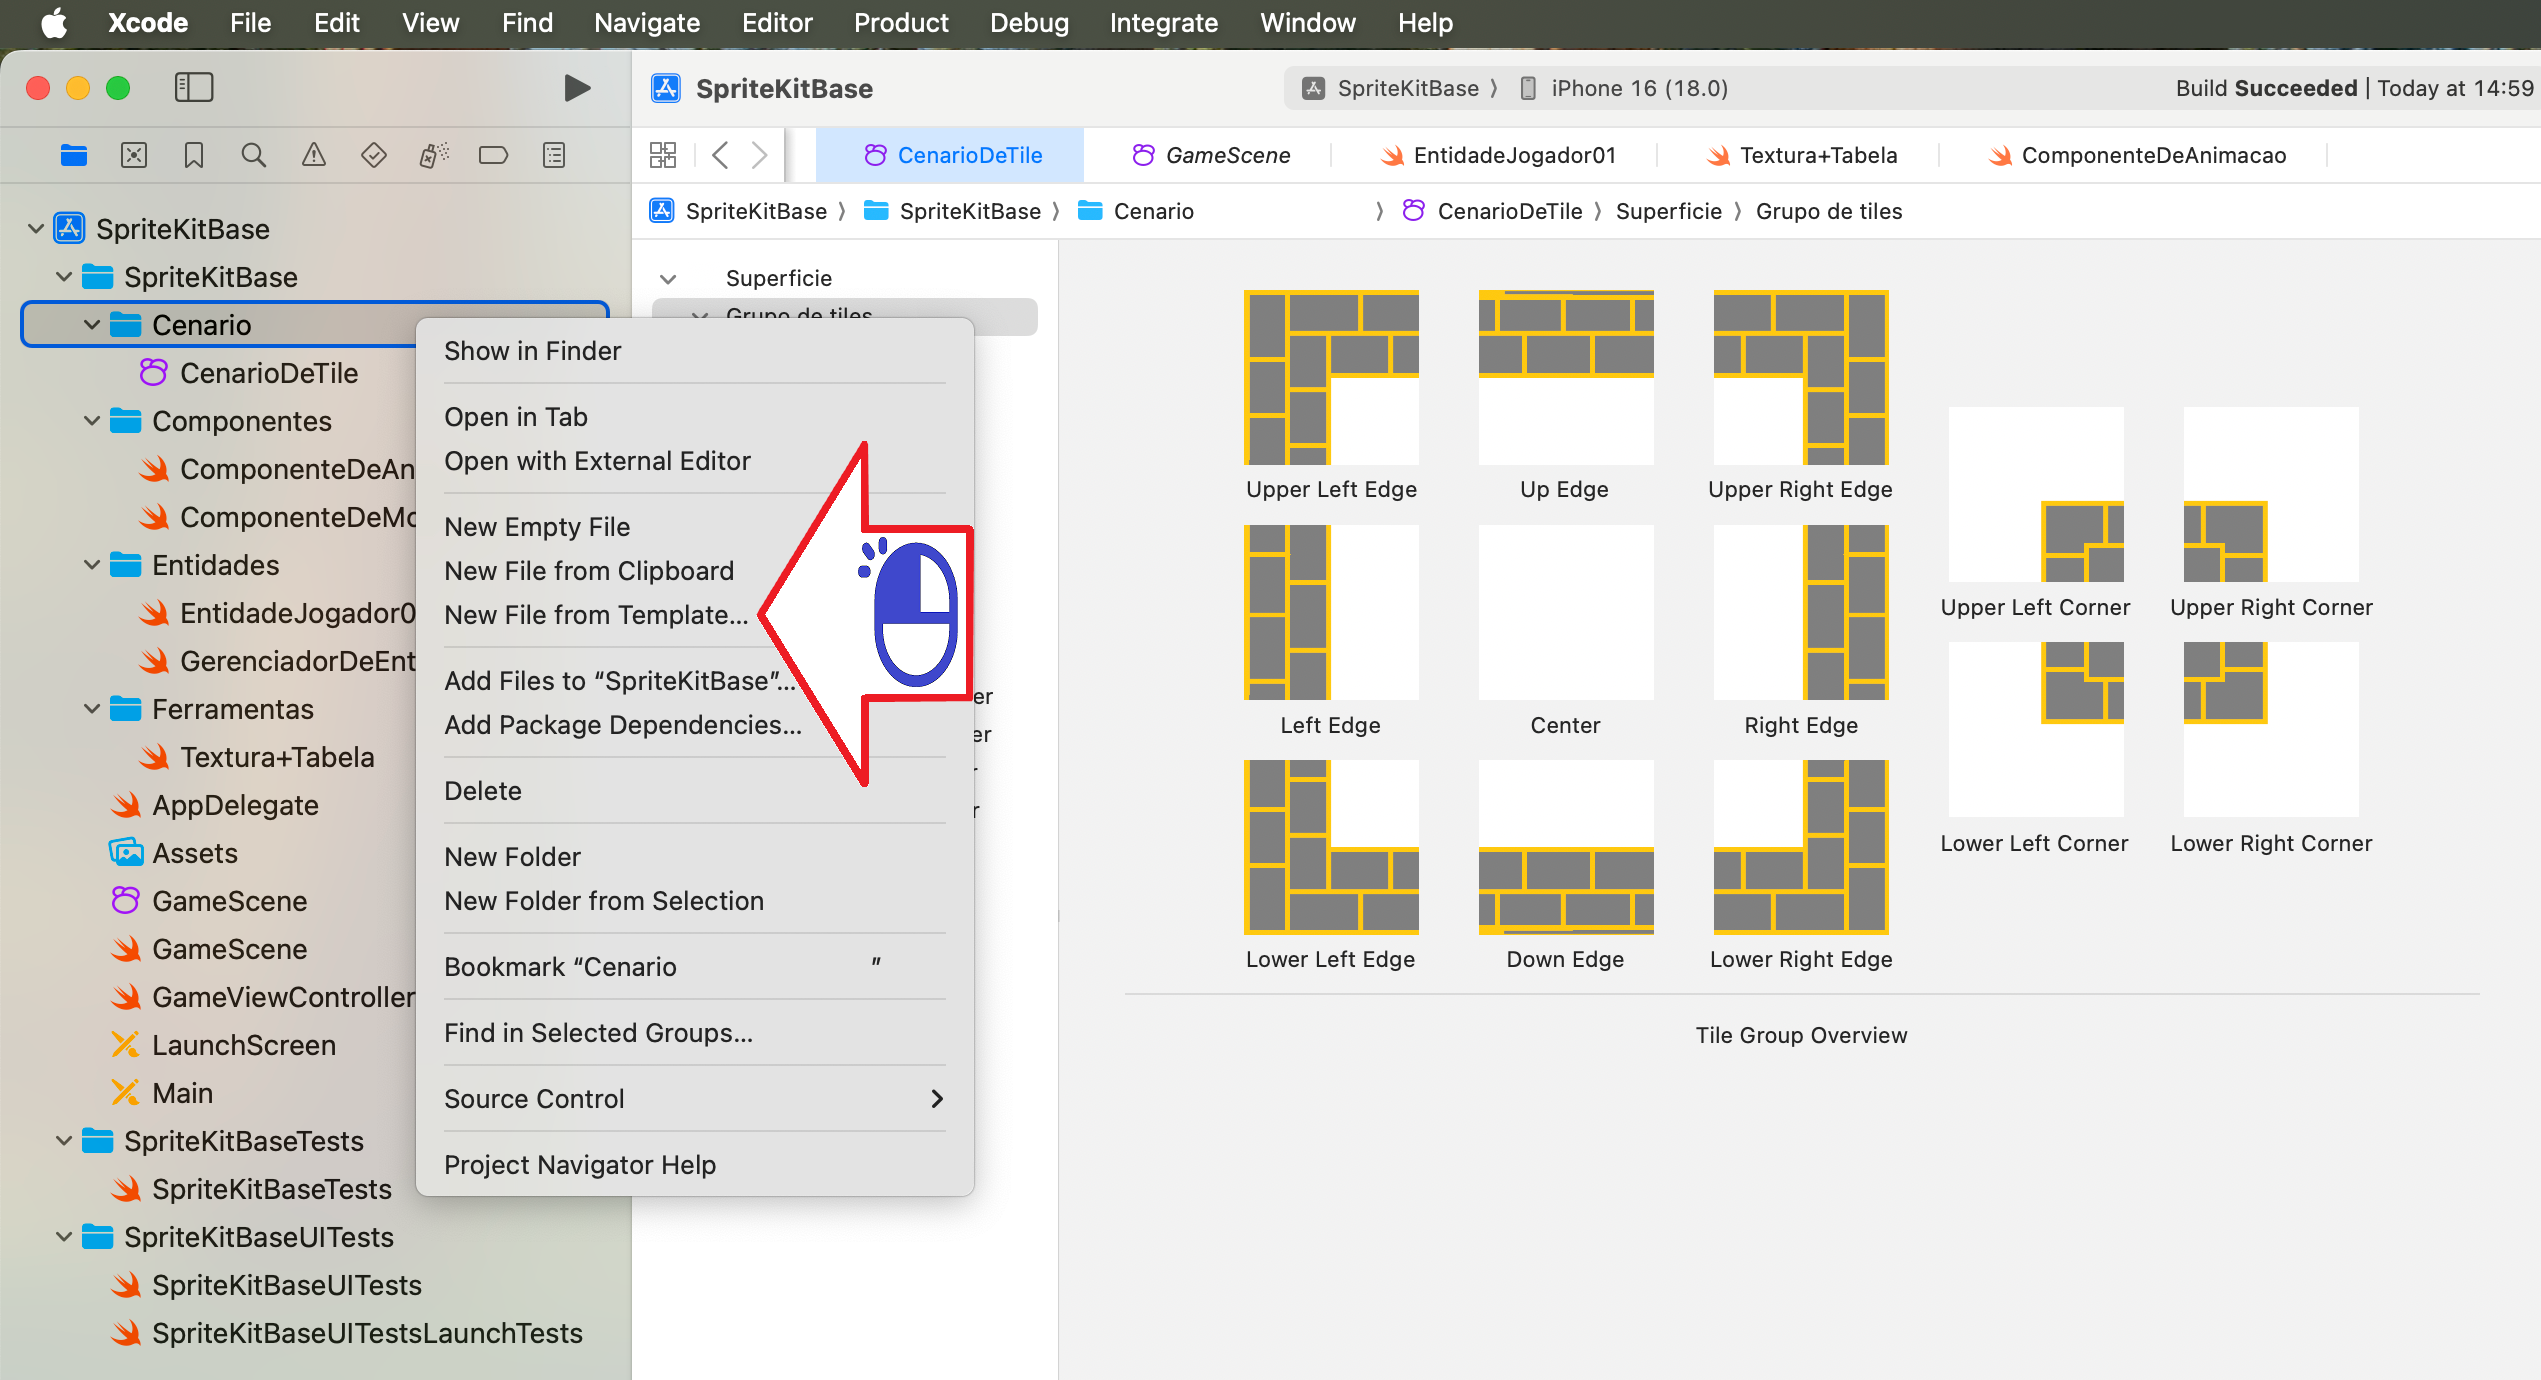 Xcode File Edit View Find Navigate Editor Product Debug Integrate Window Help
SpriteKitBase
SpriteKitBase 〉 iPhone 16 (18.0)
Build Succeeded | Today at 14:59
CenarioDeTile GameScene EntidadeJogador01 Textura+Tabela ComponenteDeAnimacao
SpriteKitBase 〉 SpriteKitBase 〉 Cenario 〉 CenarioDeTile 〉 Superficie 〉 Grupo de tiles
SpriteKitBase
SpriteKitBase
Cenario
CenarioDeTile
Componentes
ComponenteDeAn
ComponenteDeMo
Entidades
EntidadeJogador0
GerenciadorDeEnt
Ferramentas
Textura+Tabela
AppDelegate
Assets
GameScene
GameScene
GameViewController
LaunchScreen
Main
SpriteKitBaseTests
SpriteKitBaseTests
SpriteKitBaseUITests
SpriteKitBaseUITests
SpriteKitBaseUITestsLaunchTests
Superficie
Grupo de tiles
er
er
r
r
Show in Finder
Open in Tab
Open with External Editor
New Empty File
New File from Clipboard
New File from Template...
Add Files to “SpriteKitBase”...
Add Package Dependencies...
Delete
New Folder
New Folder from Selection
Bookmark “Cenario ”
Find in Selected Groups...
Source Control
Project Navigator Help
Upper Left Edge Up Edge Upper Right Edge
Upper Left Corner Upper Right Corner
Left Edge Center Right Edge
Lower Left Corner Lower Right Corner
Lower Left Edge Down Edge Lower Right Edge
Tile Group Overview